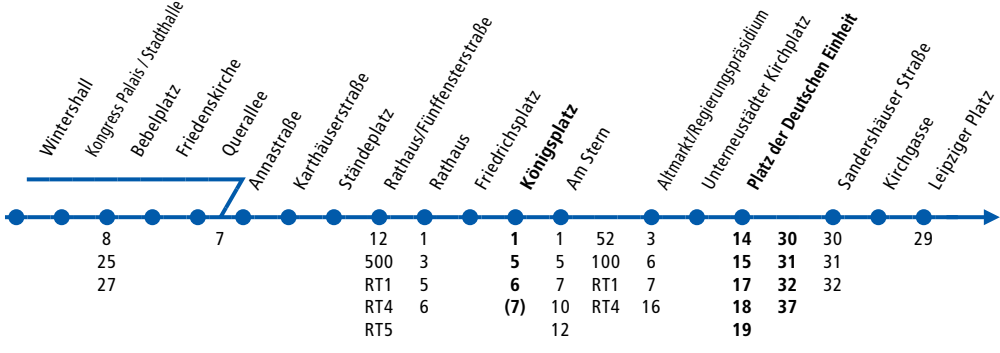 Wintershall
Kongress Palais / Stadthalle
Bebelplatz
Friedenskirche
Querallee
Annastraße
Karthäuserstraße
Ständeplatz
Rathaus/Fünffensterstraße
Rathaus
Friedrichsplatz
Königsplatz
Am Stern
Altmarkt/Regierungspräsidium
Unterneustädter Kirchplatz
Platz der Deutschen Einheit
Sandershäuser Straße
Kirchgasse
Leipziger Platz
8 7 12 1 1 1 52 3 14 30 30 29
25 500 3 5 5 100 6 15 31 31
27 RT1 5 6 7 RT1 7 17 32 32
RT4 6 (7) 10 RT4 16 18 37
RT5 12 19